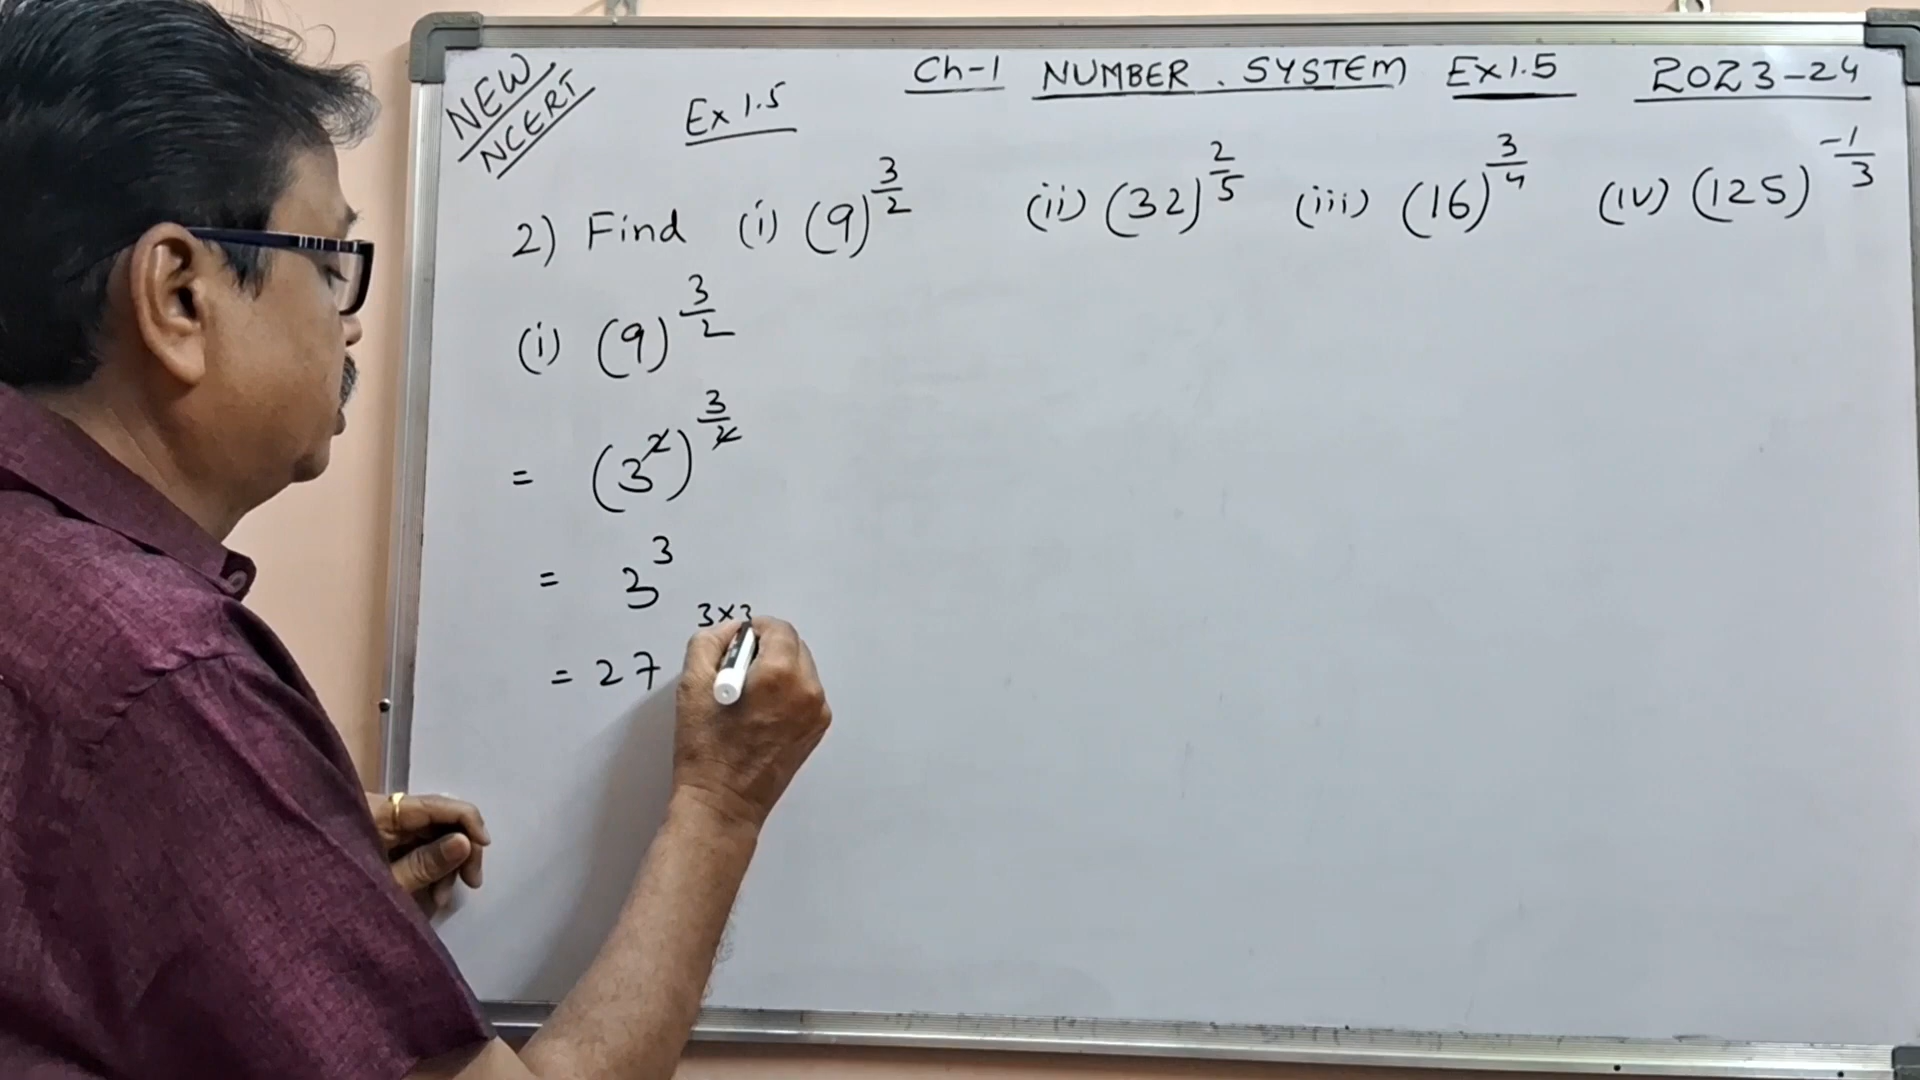 NEW NCERT
Ch-1 NUMBER . SYSTEM Ex1.5 2023-24
Ex 1.5
2) Find (i) (9)^3/2 (ii) (32)^2/5 (iii) (16)^3/4 (iv) (125)^-1/3
(i) (9)^3/2
= (3^2)^3/2
= 3^3
3×3
= 27